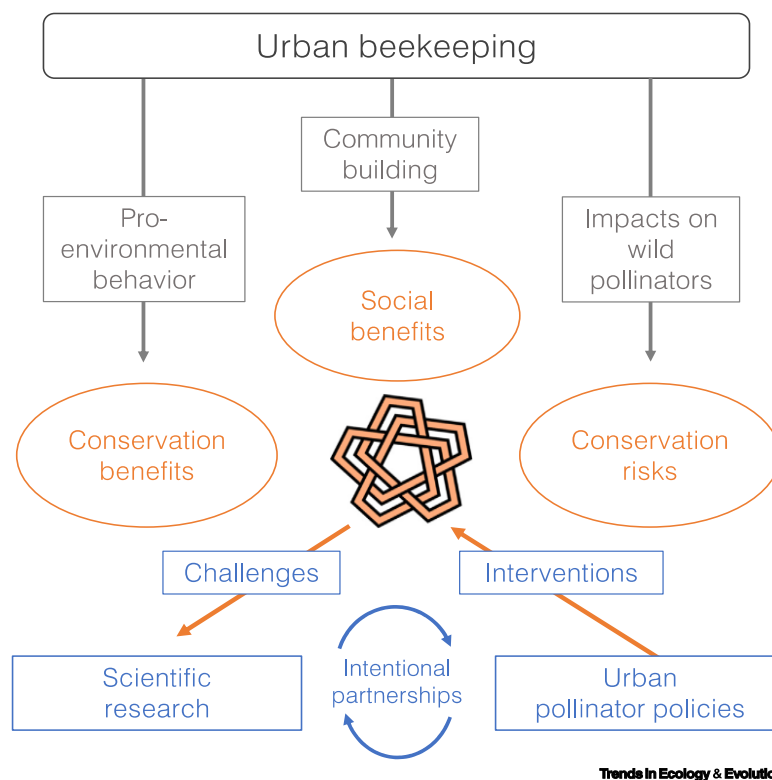 Urban beekeeping
Community
building
Pro-
environmental
behavior
Impacts on
wild
pollinators
Social
benefits
Conservation
benefits
Conservation
risks
Challenges
Interventions
Scientific
research
Intentional
partnerships
Urban
pollinator policies
Trends in Ecology & Evolutio